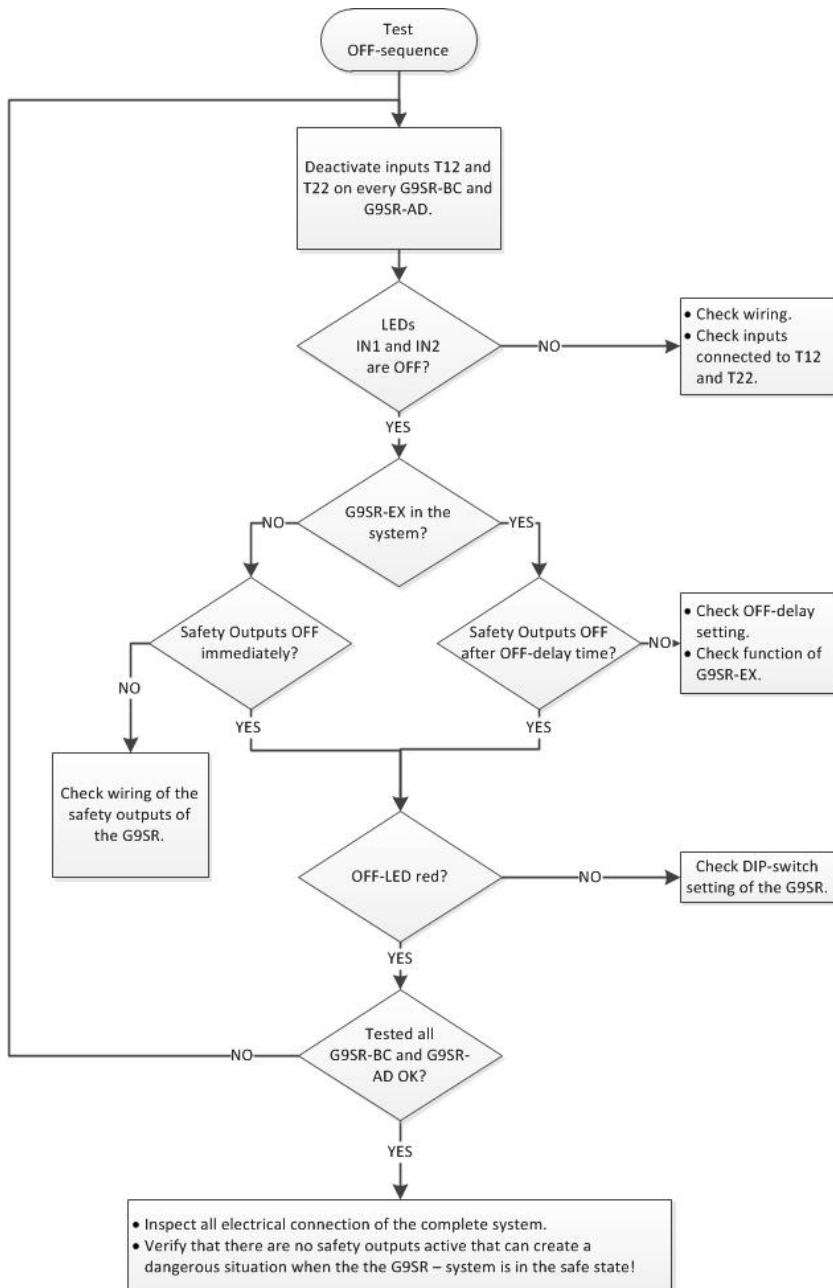 Test
OFF-sequence
Deactivate inputs T12 and
T22 on every G9SR-BC and
G9SR-AD.
LEDs
IN1 and IN2
are OFF?
NO
• Check wiring.
• Check inputs
connected to T12
and T22.
YES
G9SR-EX in the
system?
NO
YES
Safety Outputs OFF
immediately?
Safety Outputs OFF
after OFF-delay time?
NO
• Check OFF-delay
setting.
• Check function of
G9SR-EX.
NO
YES
YES
Check wiring of the
safety outputs of
the G9SR.
OFF-LED red?
NO
Check DIP-switch
setting of the G9SR.
YES
Tested all
G9SR-BC and G9SR-
AD OK?
NO
YES
• Inspect all electrical connection of the complete system.
• Verify that there are no safety outputs active that can create a
dangerous situation when the the G9SR – system is in the safe state!